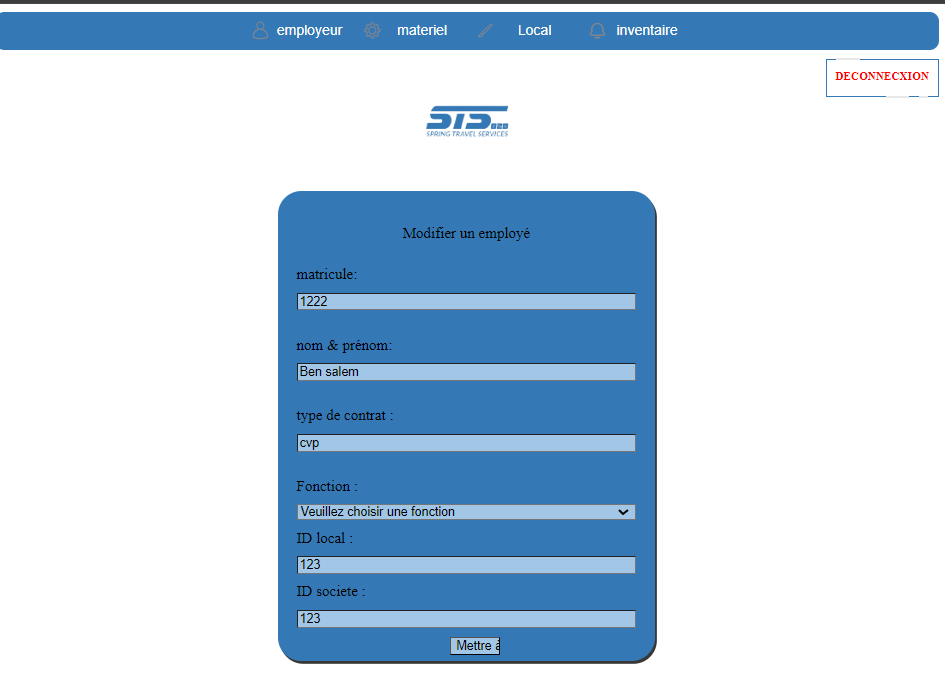 employeur materiel Local inventaire
DECONNECXION
STS
SPRING TRAVEL SERVICES
Modifier un employé
matricule:
1222
nom & prénom:
Ben salem
type de contrat :
cvp
Fonction :
Veuillez choisir une fonction
ID local :
123
ID societe :
123
Mettre